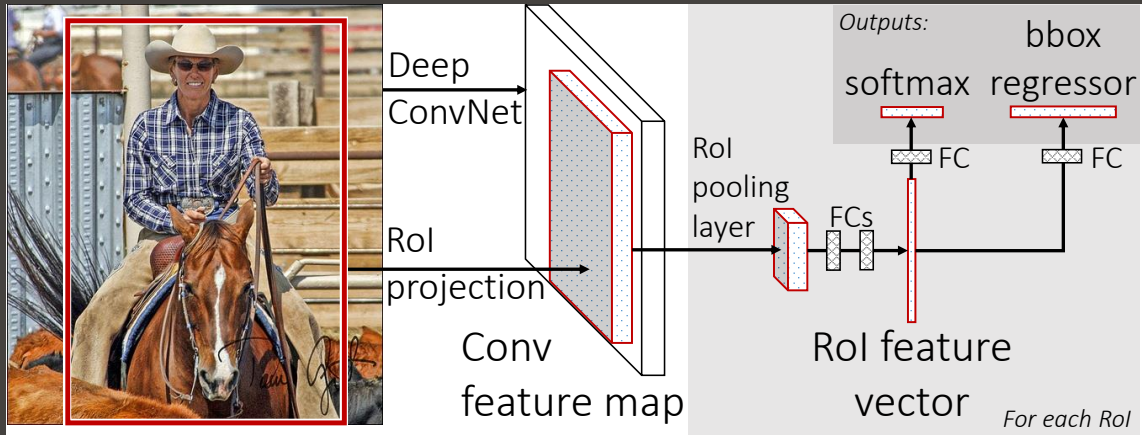 Deep
ConvNet
RoI
projection
Conv
feature map
RoI
pooling
layer
FCs
Outputs:
softmax
bbox
regressor
FC
FC
RoI feature
vector
For each RoI